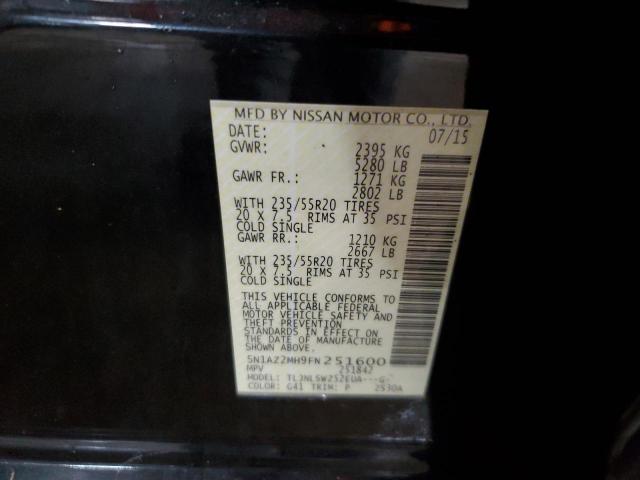 MFD BY NISSAN MOTOR CO., LTD.
DATE: 07/15
GVWR: 2395 KG
5280 LB
GAWR FR.: 1271 KG
2802 LB
WITH 235/55R20 TIRES
20 X 7.5 RIMS AT 35 PSI
COLD SINGLE
GAWR RR.: 1210 KG
2667 LB
WITH 235/55R20 TIRES
20 X 7.5 RIMS AT 35 PSI
COLD SINGLE
THIS VEHICLE CONFORMS TO
ALL APPLICABLE FEDERAL
MOTOR VEHICLE SAFETY AND
THEFT PREVENTION
STANDARDS IN EFFECT ON
THE DATE OF MANUFACTURE
SHOWN ABOVE.
5N1AZ2MH9FN251600
MPV 251842
MODEL: TLJNLSW252EUA---G-
COLOR: G41 TRIM: P 2530A